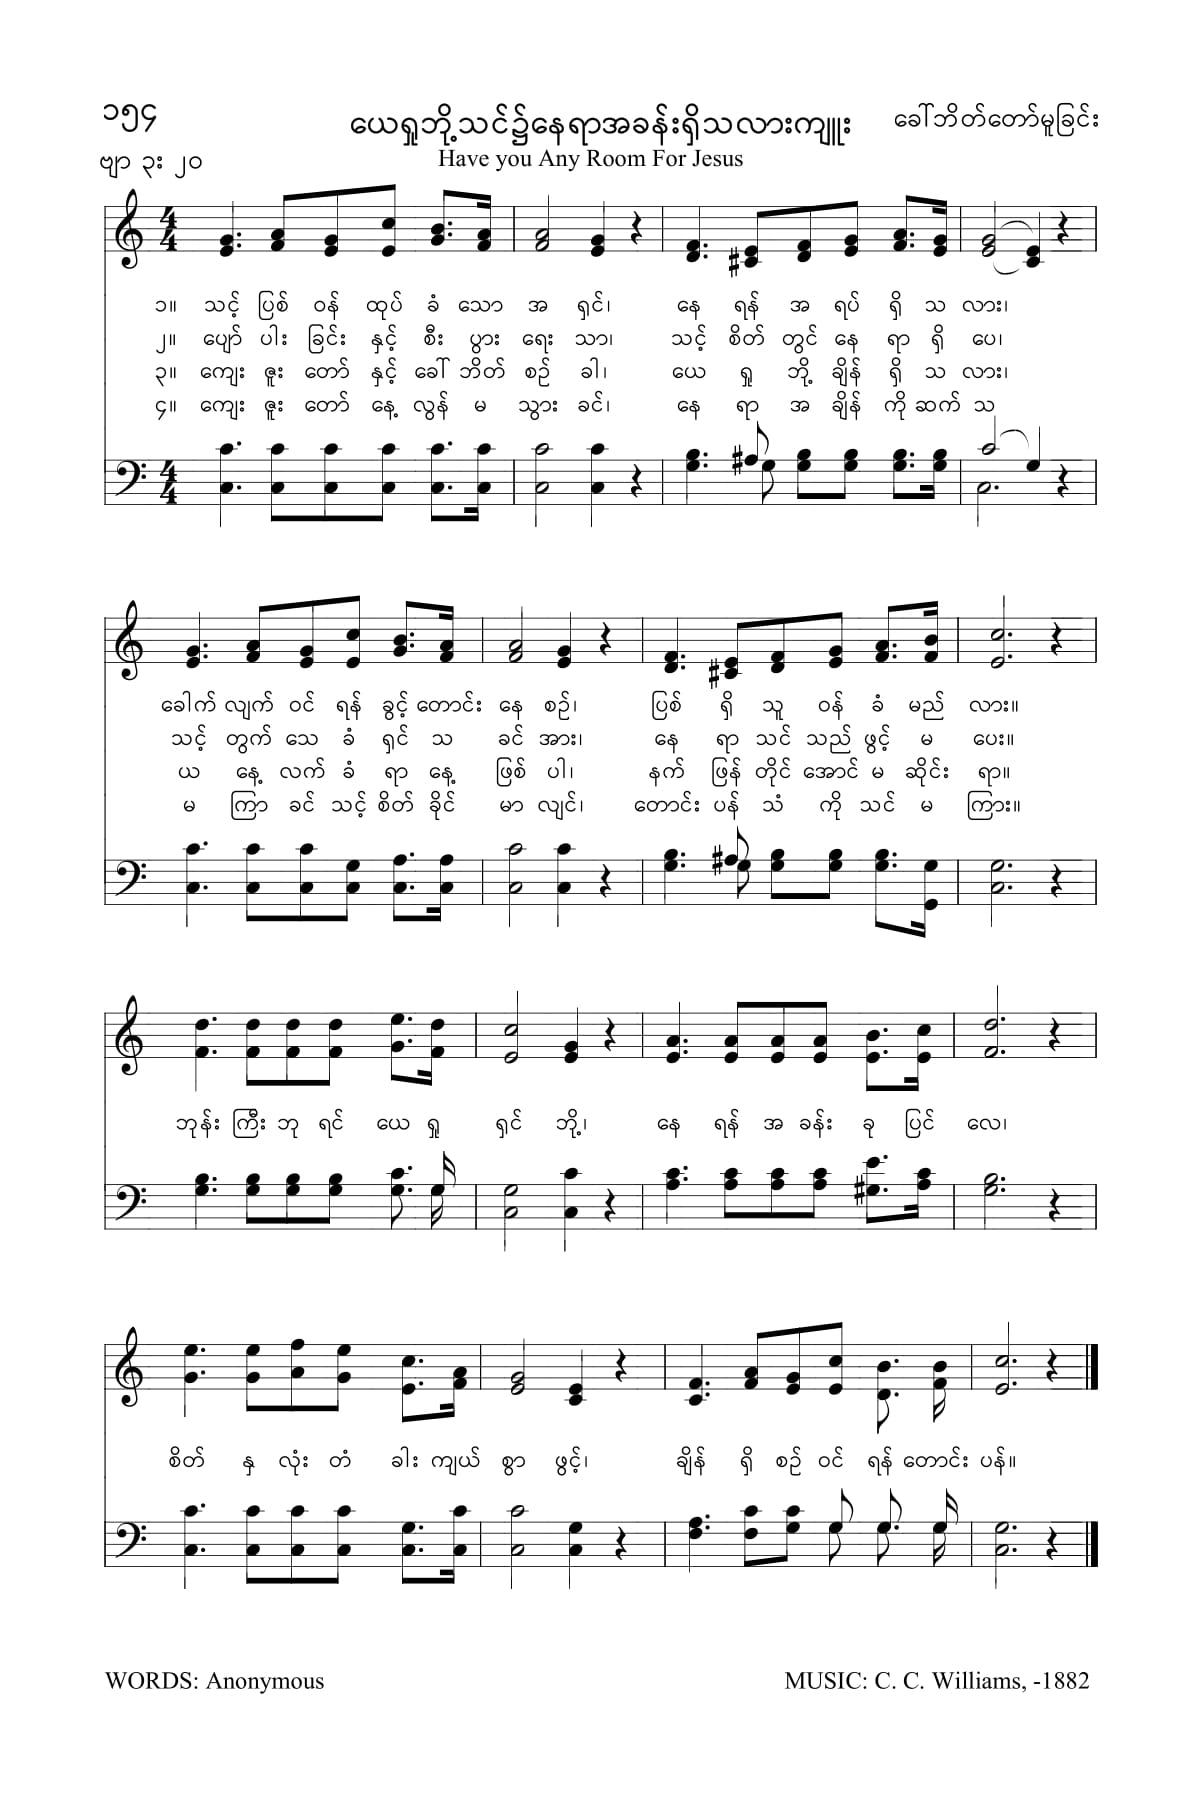 ၁၅၄
ယေရှုဘို့သင်၌နေရာအခန်းရှိသလားကျူး
ခေါ်ဘိတ်တော်မူခြင်း
ဗျာ ၃း ၂၀
Have you Any Room For Jesus
၁။ သင့် ပြစ် ဝန် ထုပ် ခံ သော အ ရှင်၊ နေ ရန် အ ရပ် ရှိ သ လား၊
၂။ ပျော် ပါး ခြင်း နှင့် စီး ပွား ရေး သာ၊ သင့် စိတ် တွင် နေ ရာ ရှိ ပေ၊
၃။ ကျေး ဇူး တော် နှင့် ခေါ် ဘိတ် စဉ် ခါ၊ ယေ ရှု ဘို့ ချိန် ရှိ သ လား၊
၄။ ကျေး ဇူး တော် နေ့ လွန် မ သွား ခင်၊ နေ ရာ အ ချိန် ကို ဆက် သ
ခေါက် လျက် ဝင် ရန် ခွင့် တောင်း နေ စဉ်၊ ပြစ် ရှိ သူ ဝန် ခံ မည် လား။
သင့် တွက် သေ ခံ ရှင် သ ခင် အား၊ နေ ရာ သင် သည် ဖွင့် မ ပေး။
ယ နေ့ လက် ခံ ရာ နေ့ ဖြစ် ပါ၊ နက် ဖြန် တိုင် အောင် မ ဆိုင်း ရာ။
မ ကြာ ခင် သင့် စိတ် ခိုင် မာ လျင်၊ တောင်း ပန် သံ ကို သင် မ ကြား။
ဘုန်း ကြီး ဘု ရင် ယေ ရှု ရှင် ဘို့၊ နေ ရန် အ ခန်း ခု ပြင် လေ၊
စိတ် နှ လုံး တံ ခါး ကျယ် စွာ ဖွင့်၊ ချိန် ရှိ စဉ် ဝင် ရန် တောင်း ပန်။
WORDS: Anonymous
MUSIC: C. C. Williams, -1882